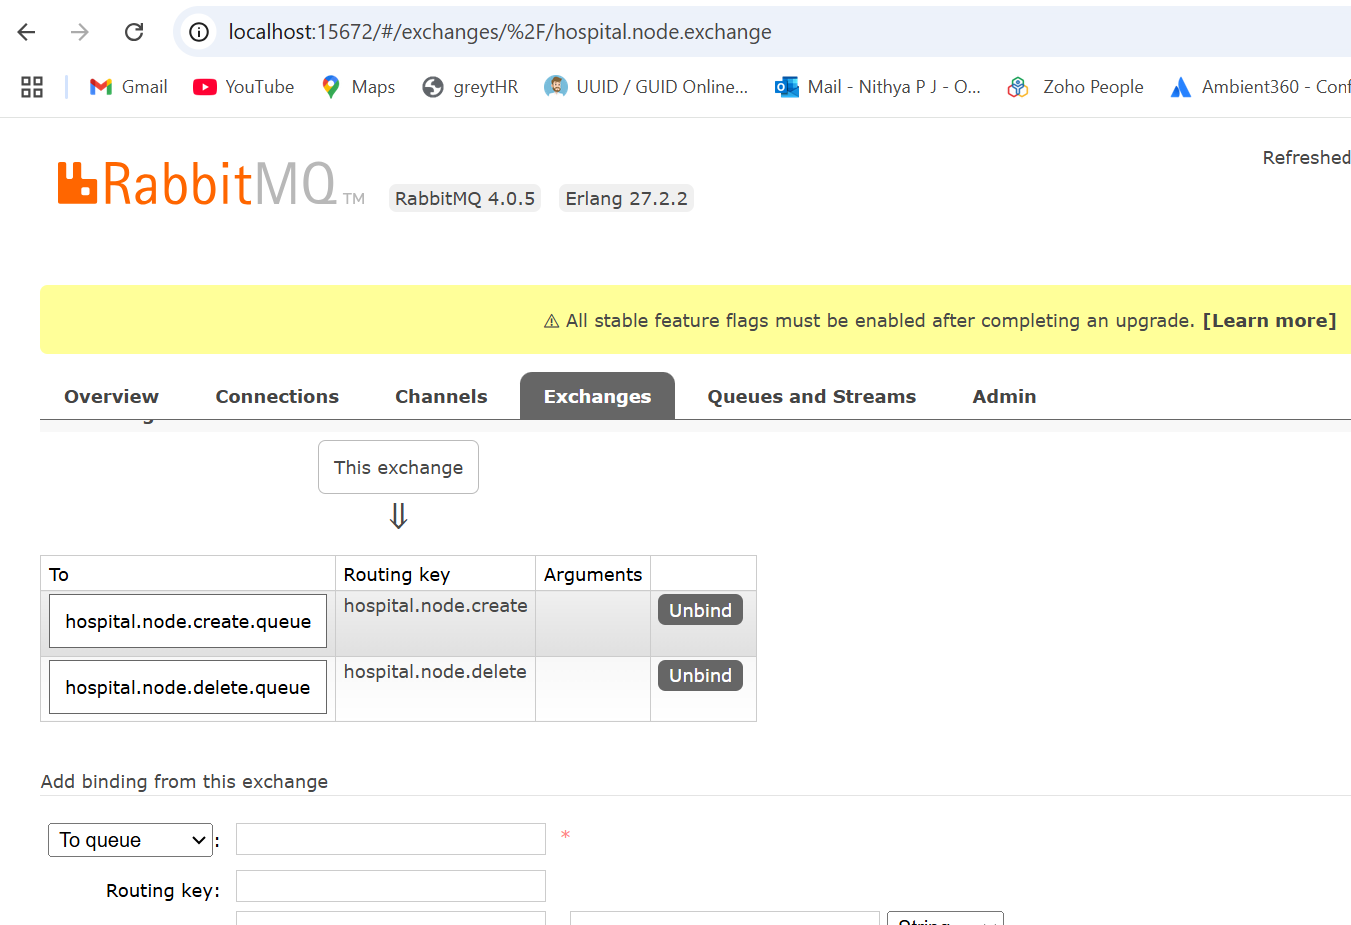 localhost:15672/#/exchanges/%2F/hospital.node.exchange
Gmail YouTube Maps greytHR UUID / GUID Online... Mail - Nithya P J - O... Zoho People Ambient360 - Conf
Refreshed
RabbitMQ TM RabbitMQ 4.0.5 Erlang 27.2.2
⚠ All stable feature flags must be enabled after completing an upgrade. [Learn more]
Overview Connections Channels Exchanges Queues and Streams Admin
This exchange
⇓
To Routing key Arguments
hospital.node.create.queue hospital.node.create Unbind
hospital.node.delete.queue hospital.node.delete Unbind
Add binding from this exchange
To queue : *
Routing key:
String